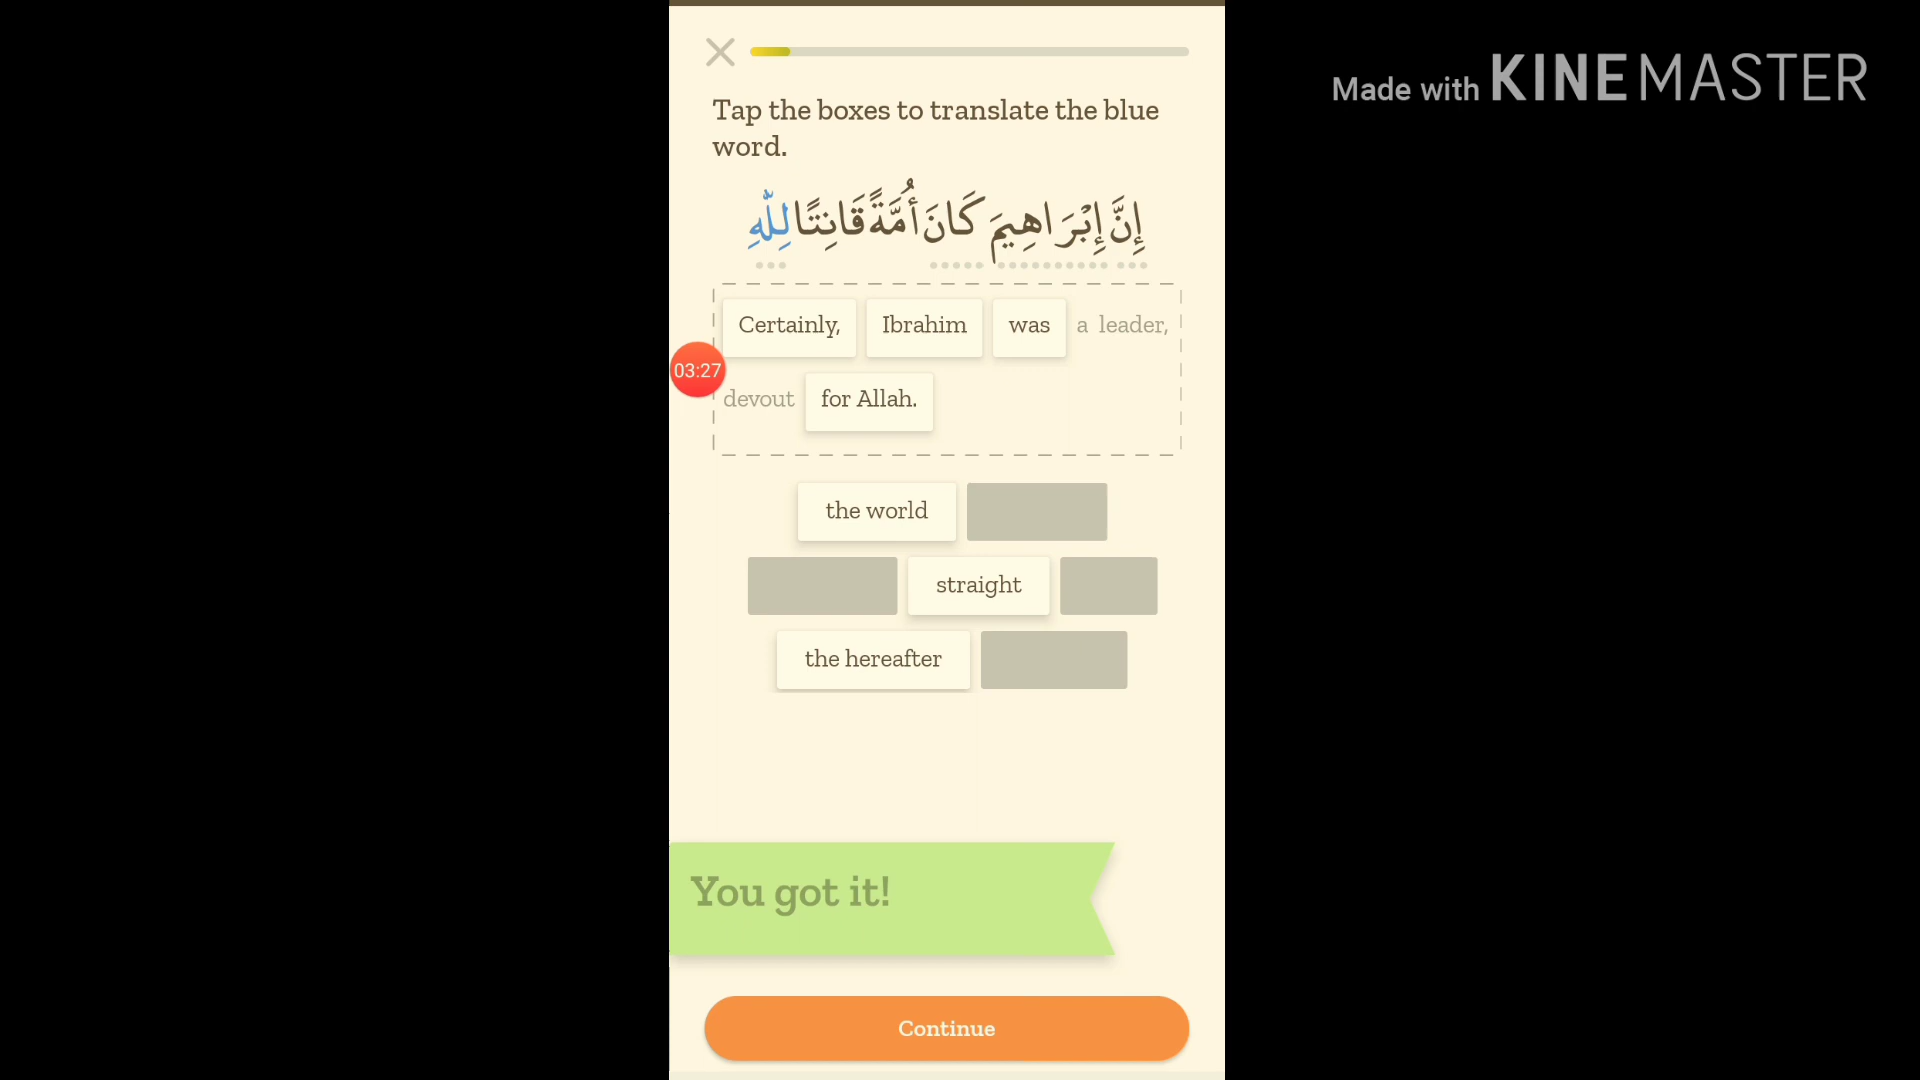 Made with KINEMASTER
Tap the boxes to translate the blue
word.
إِنَّ إِبْرَاهِيمَ كَانَ أُمَّةً قَانِتًا لِلَّهِ
Certainly, Ibrahim was a leader,
03:27
devout for Allah.
the world
straight
the hereafter
You got it!
Continue